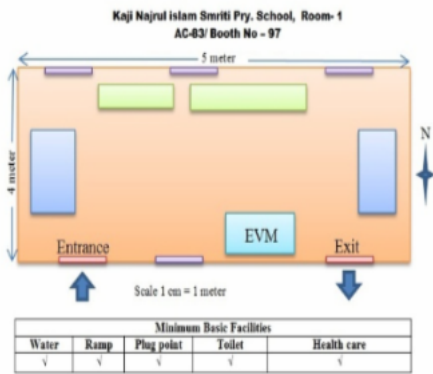 Kaji Najrul islam Smriti Pry. School, Room- 1
AC-83/ Booth No – 97
5 meter
4 meter
N
EVM
Entrance
Exit
Scale 1 cm = 1 meter
Minimum Basic Facilities
Water Ramp Plug point Toilet Health care
√ √ √ √ √